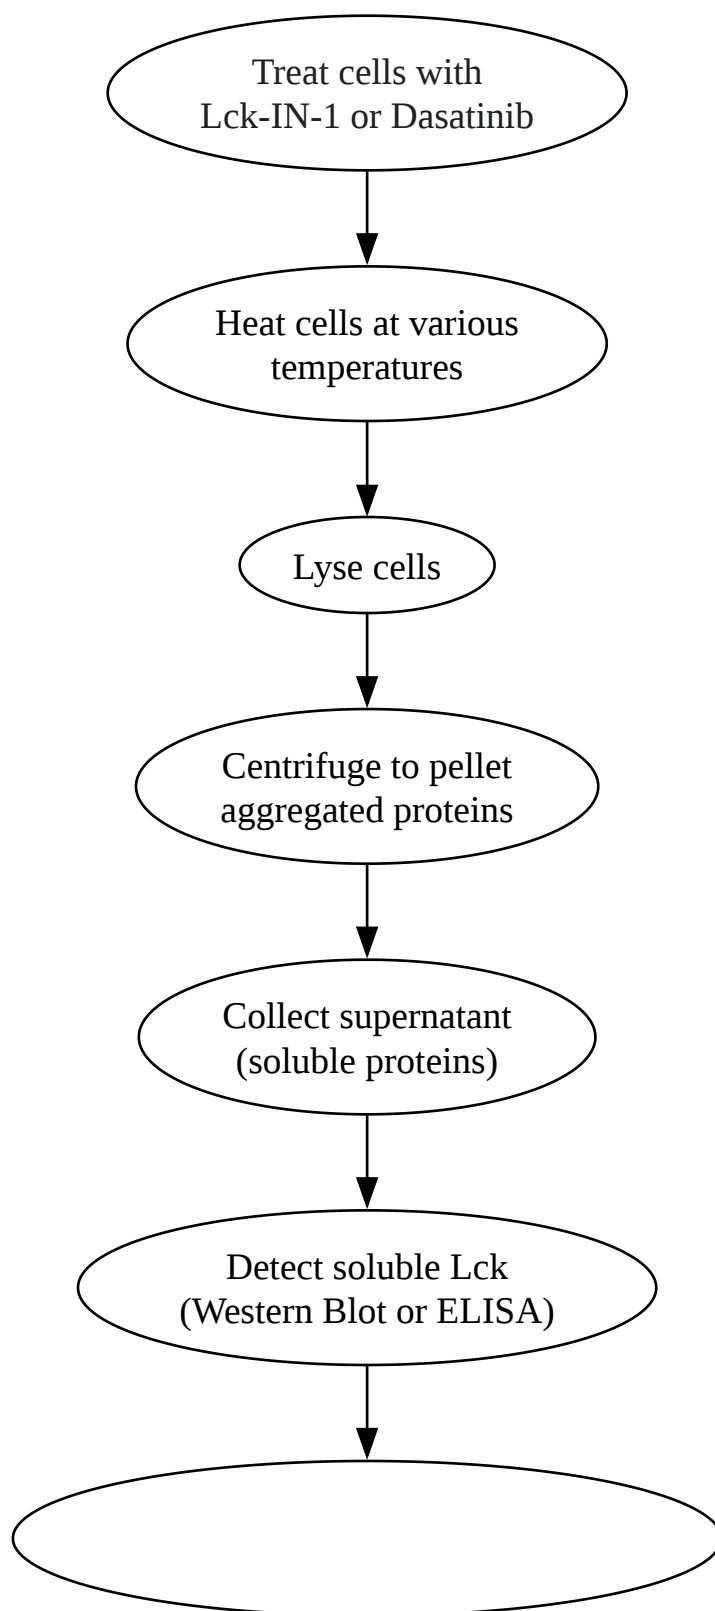 Treat cells with
Lck-IN-1 or Dasatinib
Heat cells at various
temperatures
Lyse cells
Centrifuge to pellet
aggregated proteins
Collect supernatant
(soluble proteins)
Detect soluble Lck
(Western Blot or ELISA)